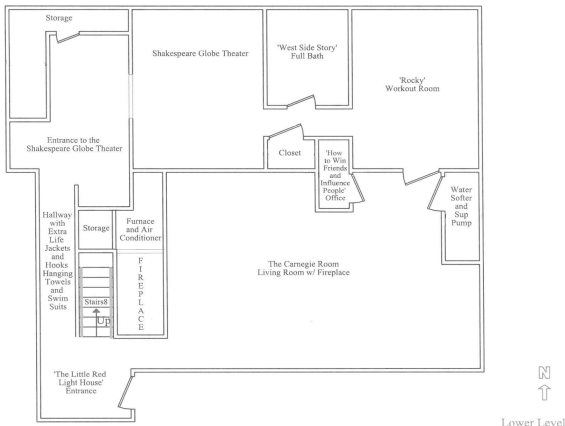 Storage
Shakespeare Globe Theater
'West Side Story'
Full Bath
'Rocky'
Workout Room
Entrance to the
Shakespeare Globe Theater
Closet
'How
to Win
Friends
and
Influence
People'
Office
Water
Softer
and
Sup
Pump
Hallway
with
Extra
Life
Jackets
and
Hooks
Hanging
Towels
and
Swim
Suits
Storage
Furnace
and Air
Conditioner
FIREPLACE
The Carnegie Room
Living Room w/ Fireplace
Stairs8
Up
'The Little Red
Light House'
Entrance
N
Lower Level